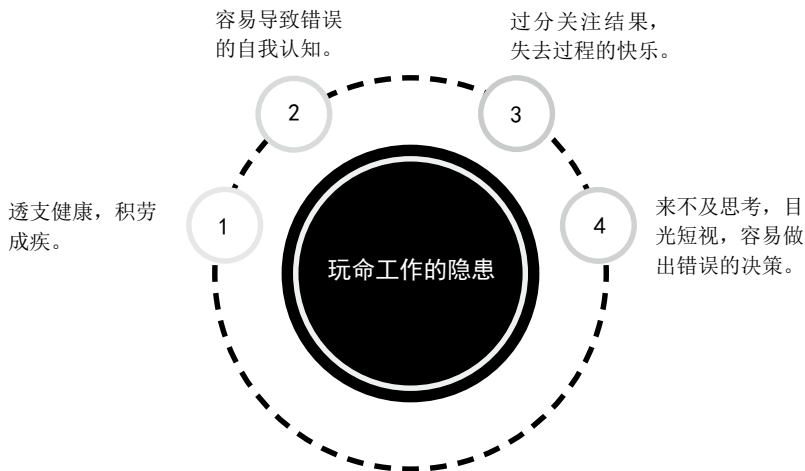 容易导致错误
的自我认知。
过分关注结果，
失去过程的快乐。
2
3
透支健康，积劳
成疾。
1
4
来不及思考，目
光短视，容易做
出错误的决策。
玩命工作的隐患